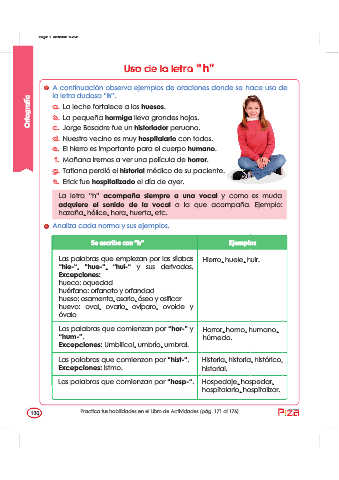 Uso de la letra "h"
Ortografía
A continuación observa ejemplos de oraciones donde se hace uso de
la letra dudosa "h".
a. La leche fortalece a los huesos.
b. La pequeña hormiga lleva grandes hojas.
c. Jorge Basadre fue un historiador peruano.
d. Nuestro vecino es muy hospitalario con todos.
e. El hierro es importante para el cuerpo humano.
f. Mañana iremos a ver una película de horror.
g. Tatiana perdió el historial médico de su paciente.
h. Erick fue hospitalizado el día de ayer.
La letra "h" acompaña siempre a una vocal y como es muda
adquiere el sonido de la vocal a la que acompaña. Ejemplo:
hazaña, hélice, hora, huerta, etc.
Analiza cada norma y sus ejemplos.
Se escribe con "h"
Ejemplos
Las palabras que empiezan por las sílabas
"hie-", "hue-", "hui-" y sus derivados.
Excepciones:
hueco: oquedad
huérfano: orfanato y orfandad
hueso: osamenta, osario, óseo y osificar
huevo: oval, ovario, ovíparo, ovoide y
óvalo
Hierro, huele, huir.
Las palabras que comienzan por "hor-" y
"hum-".
Excepciones: Umbilical, umbrío, umbral.
Horror, horno, humano,
húmedo.
Las palabras que comienzan por "hist-".
Excepciones: Istmo.
Histeria, historia, histórico,
historial.
Las palabras que comienzan por "hosp-".
Hospedaje, hospedar,
hospitalario, hospitalizar.
Practica tus habilidades en el Libro de Actividades (pág. 171 al 176)